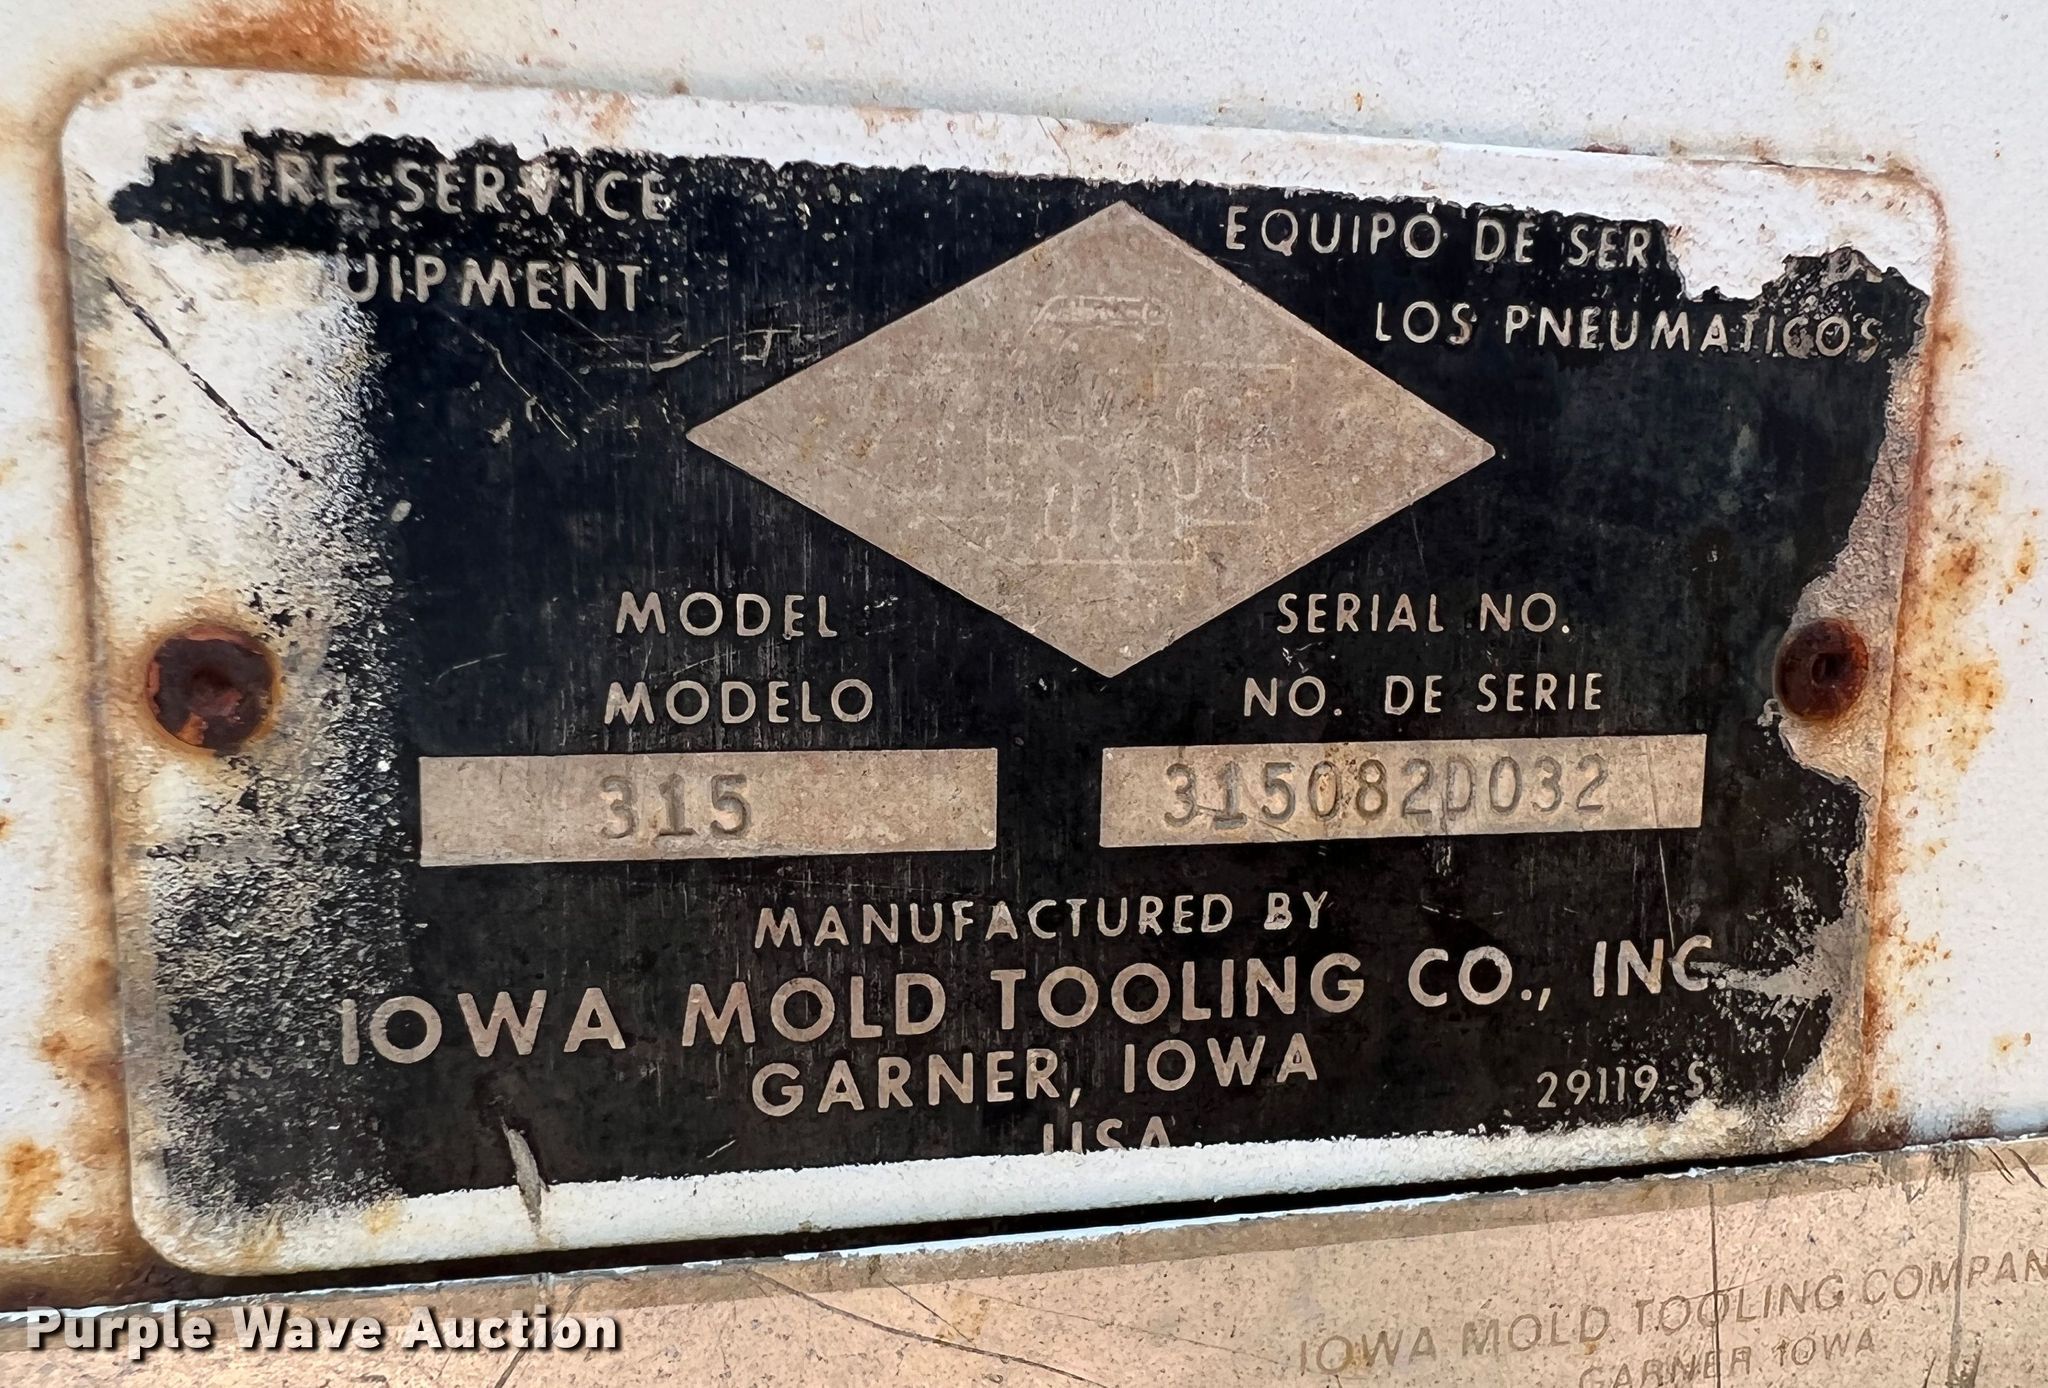 TIRE SERVICE
UIPMENT
EQUIPO DE SER
LOS PNEUMATICOS
MODEL
MODELO
SERIAL NO.
NO. DE SERIE
315
315082D032
MANUFACTURED BY
IOWA MOLD TOOLING CO., INC.
GARNER, IOWA
USA
29119-S
IOWA MOLD TOOLING COMPAN
GARNER IOWA
Purple Wave Auction